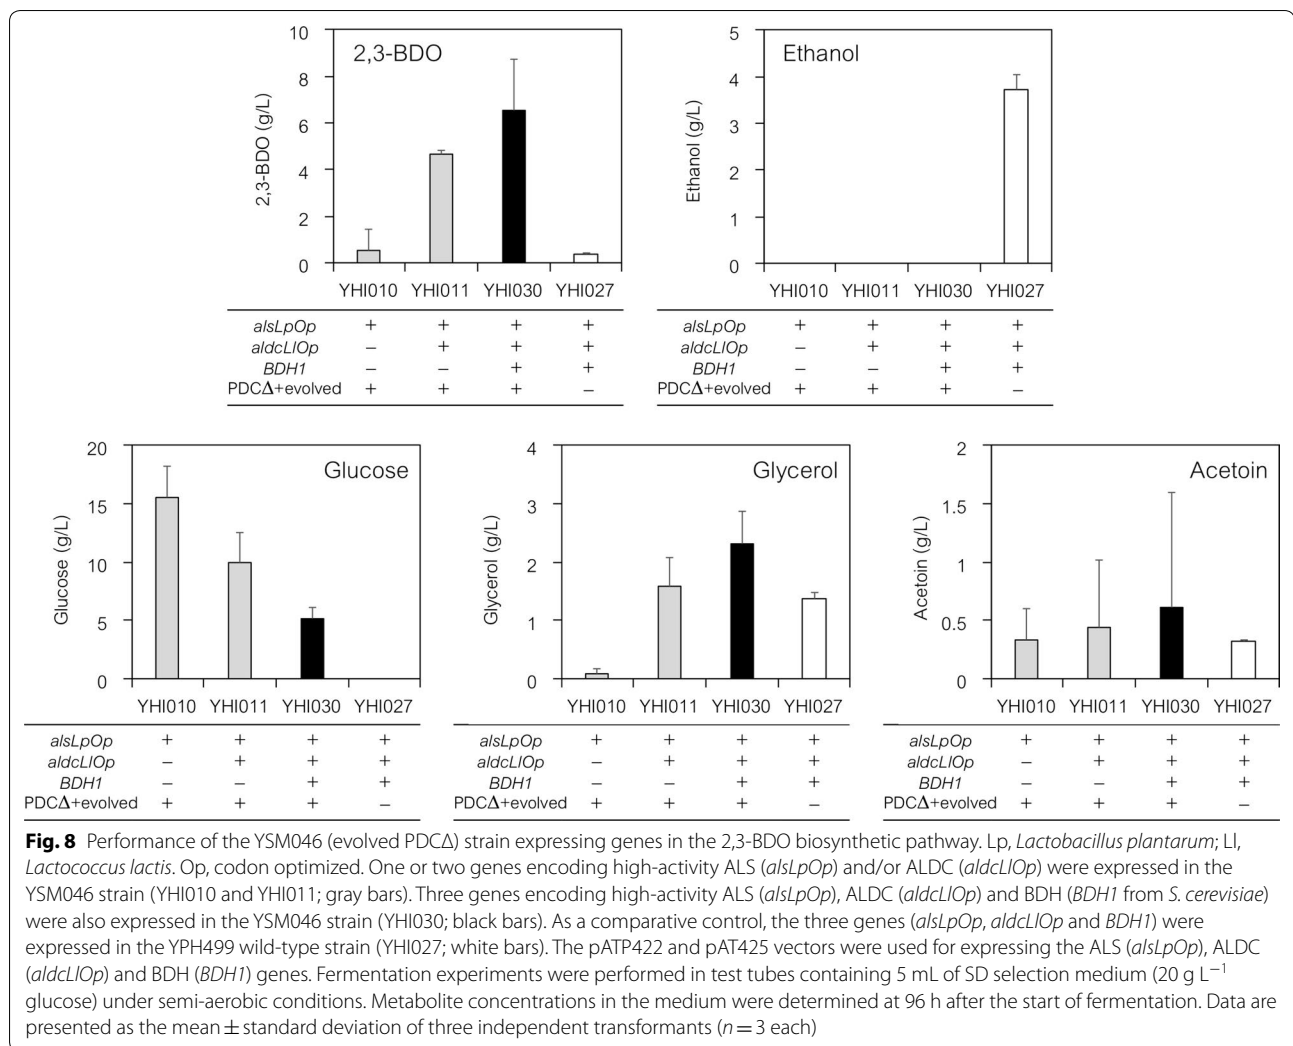 2,3-BDO
2,3-BDO (g/L)
10
8
6
4
2
0
YHI010 YHI011 YHI030 YHI027
alsLpOp + + + +
aldcLlOp – + + +
BDH1 – – + +
PDCΔ+evolved + + + –
Ethanol
Ethanol (g/L)
5
4
3
2
1
0
YHI010 YHI011 YHI030 YHI027
alsLpOp + + + +
aldcLlOp – + + +
BDH1 – – + +
PDCΔ+evolved + + + –
Glucose
Glucose (g/L)
20
15
10
5
0
YHI010 YHI011 YHI030 YHI027
alsLpOp + + + +
aldcLlOp – + + +
BDH1 – – + +
PDCΔ+evolved + + + –
Glycerol
Glycerol (g/L)
4
3
2
1
0
YHI010 YHI011 YHI030 YHI027
alsLpOp + + + +
aldcLlOp – + + +
BDH1 – – + +
PDCΔ+evolved + + + –
Acetoin
Acetoin (g/L)
2
1.5
1
0.5
0
YHI010 YHI011 YHI030 YHI027
alsLpOp + + + +
aldcLlOp – + + +
BDH1 – – + +
PDCΔ+evolved + + + –
Fig. 8 Performance of the YSM046 (evolved PDCΔ) strain expressing genes in the 2,3-BDO biosynthetic pathway. Lp, Lactobacillus plantarum; Ll,
Lactococcus lactis. Op, codon optimized. One or two genes encoding high-activity ALS (alsLpOp) and/or ALDC (aldcLlOp) were expressed in the
YSM046 strain (YHI010 and YHI011; gray bars). Three genes encoding high-activity ALS (alsLpOp), ALDC (aldcLlOp) and BDH (BDH1 from S. cerevisiae)
were also expressed in the YSM046 strain (YHI030; black bars). As a comparative control, the three genes (alsLpOp, aldcLlOp and BDH1) were
expressed in the YPH499 wild-type strain (YHI027; white bars). The pATP422 and pAT425 vectors were used for expressing the ALS (alsLpOp), ALDC
(aldcLlOp) and BDH (BDH1) genes. Fermentation experiments were performed in test tubes containing 5 mL of SD selection medium (20 g L⁻¹
glucose) under semi-aerobic conditions. Metabolite concentrations in the medium were determined at 96 h after the start of fermentation. Data are
presented as the mean ± standard deviation of three independent transformants (n = 3 each)